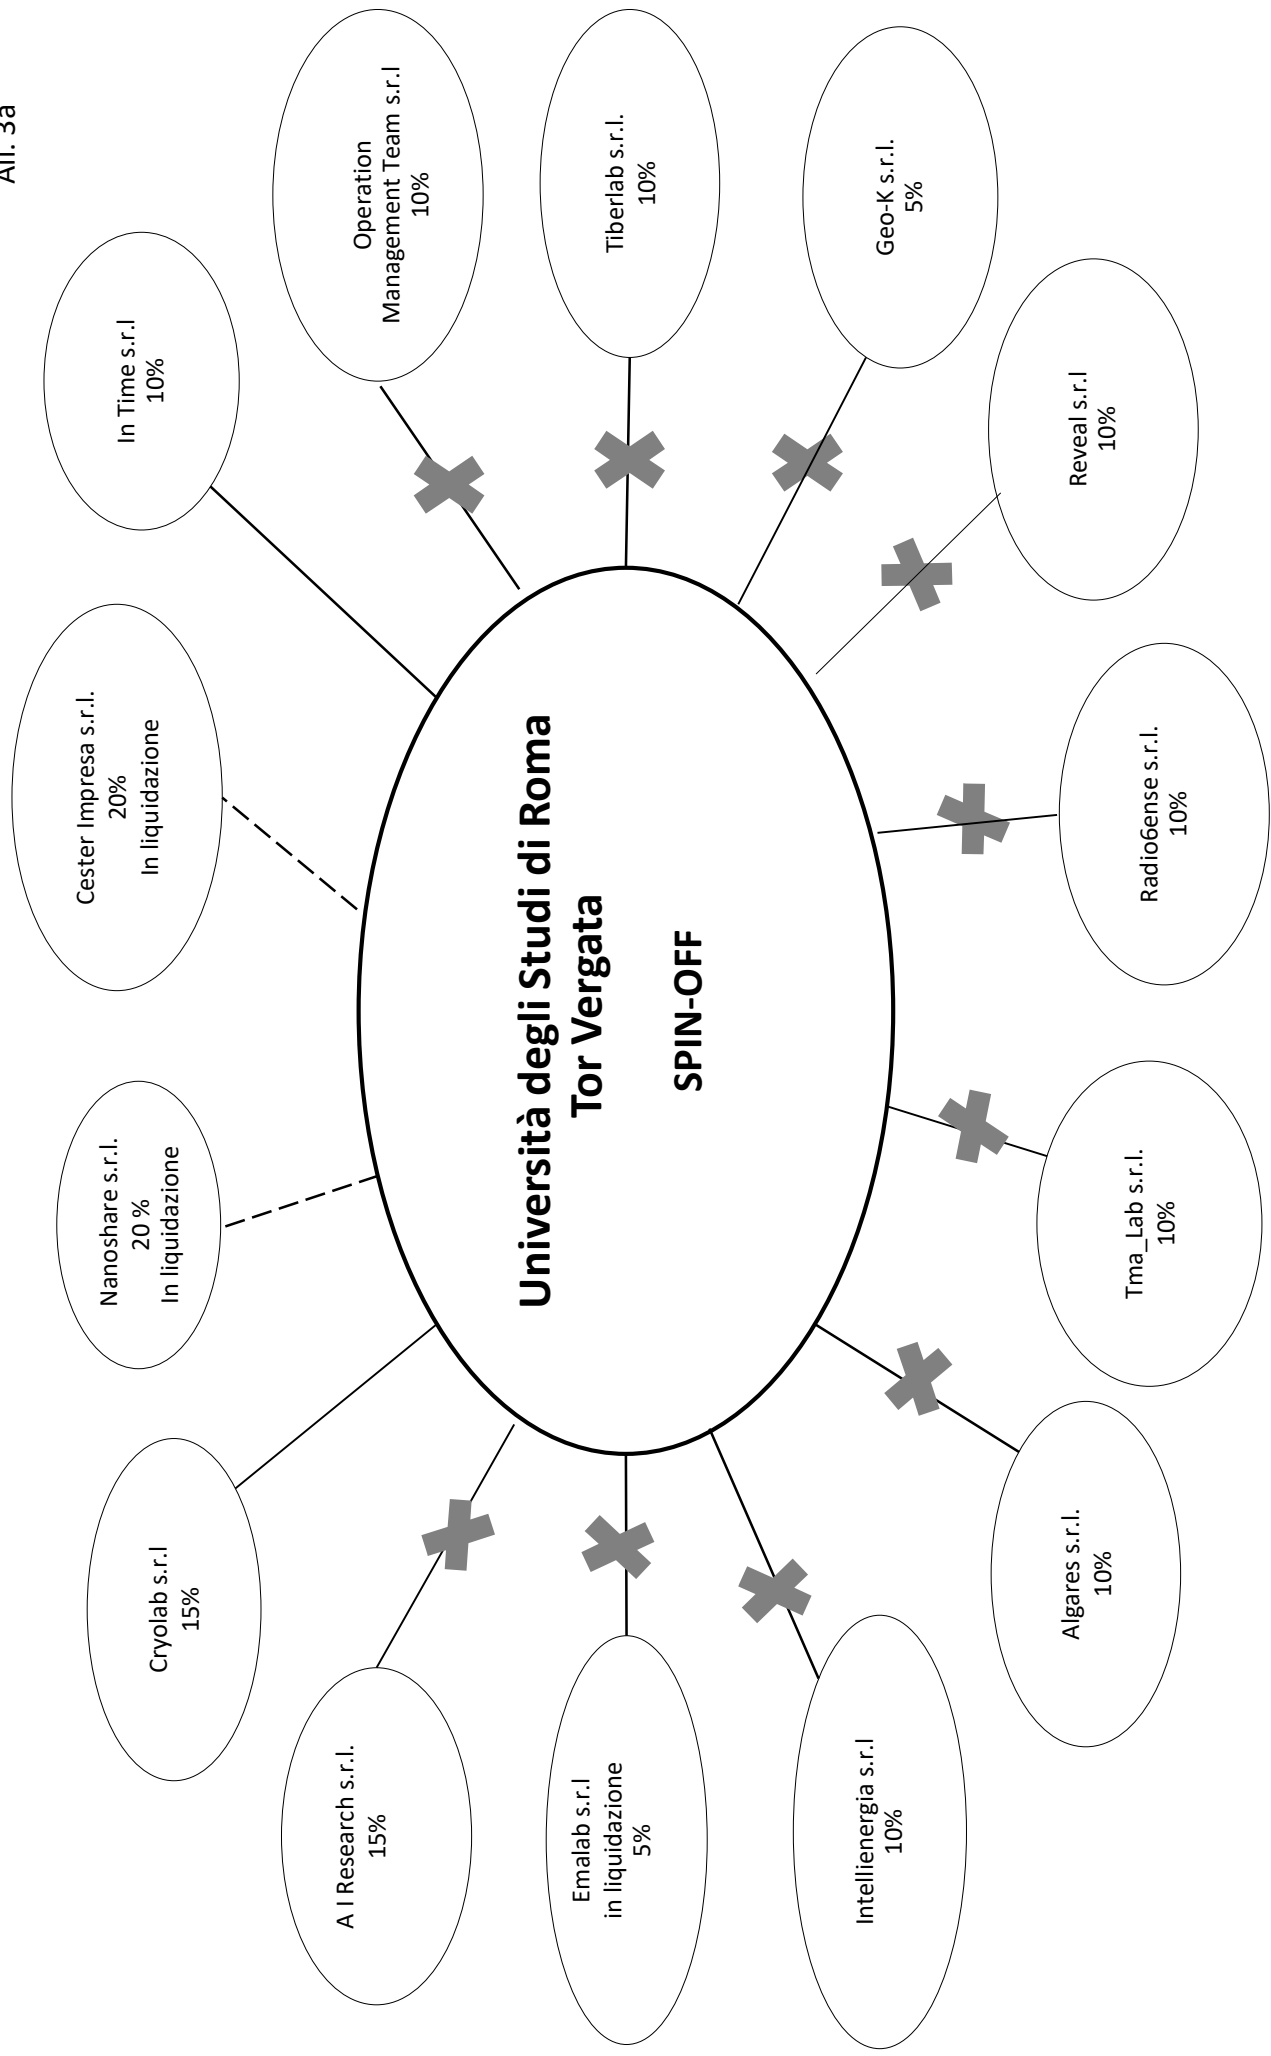 All. 3a
Università degli Studi di Roma
Tor Vergata
SPIN-OFF
Cryolab s.r.l
15%
Nanoshare s.r.l.
20 %
In liquidazione
Cester Impresa s.r.l.
20%
In liquidazione
In Time s.r.l
10%
Operation
Management Team s.r.l
10%
Tiberlab s.r.l.
10%
Geo-K s.r.l.
5%
Reveal s.r.l
10%
Radio6ense s.r.l.
10%
Tma_Lab s.r.l.
10%
Algares s.r.l.
10%
Intellienergia s.r.l
10%
Emalab s.r.l
in liquidazione
5%
A I Research s.r.l.
15%